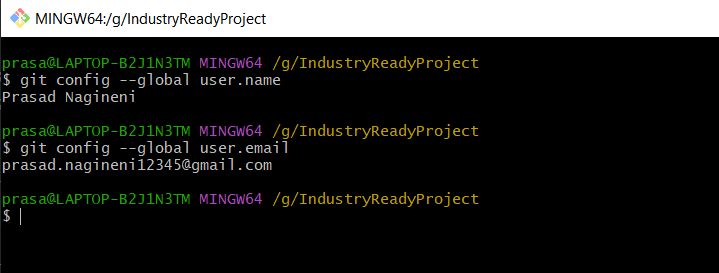 MINGW64:/g/IndustryReadyProject
prasa@LAPTOP-B2J1N3TM MINGW64 /g/IndustryReadyProject
$ git config --global user.name
Prasad Nagineni
prasa@LAPTOP-B2J1N3TM MINGW64 /g/IndustryReadyProject
$ git config --global user.email
prasad.nagineni12345@gmail.com
prasa@LAPTOP-B2J1N3TM MINGW64 /g/IndustryReadyProject
$